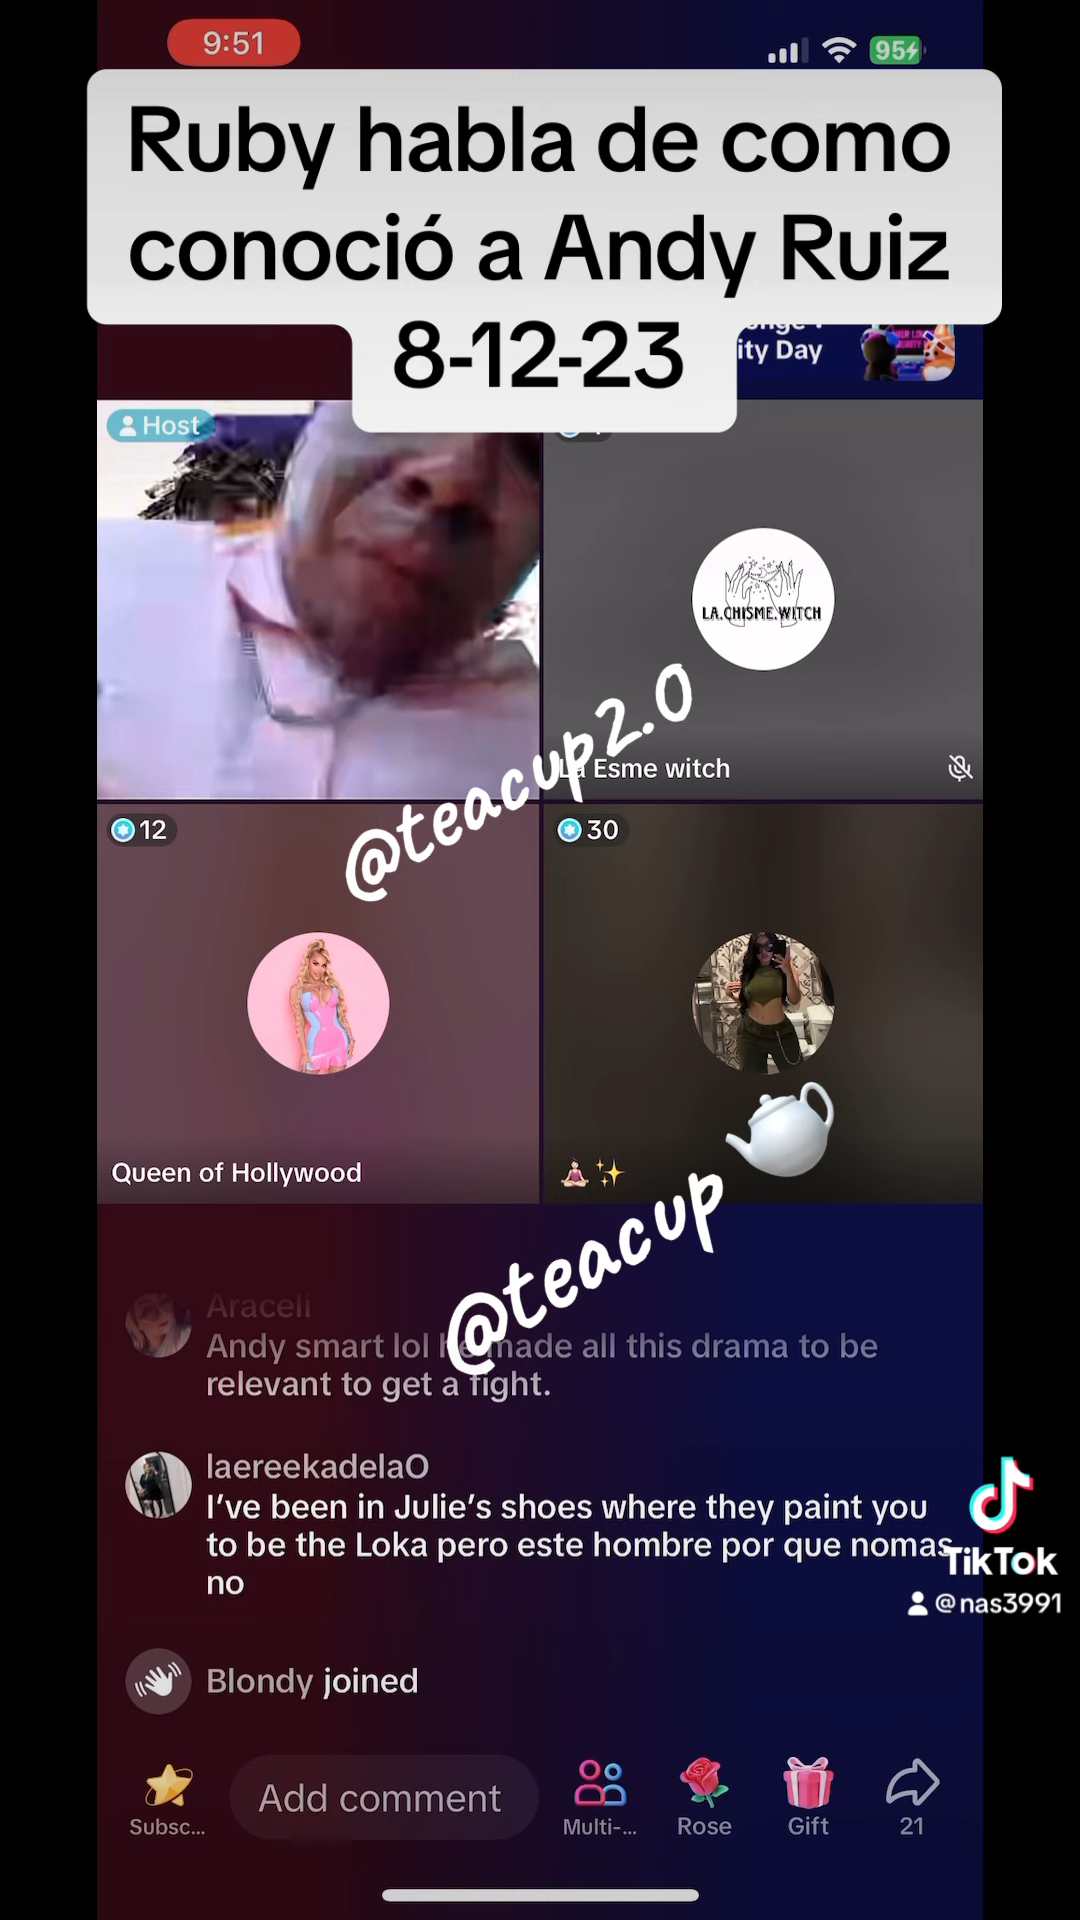 9:51
95
Ruby habla de como
conoció a Andy Ruiz
8-12-23
ity Day
Host
LA.CHISME.WITCH
@teacup2.0
La Esme witch
12
30
Queen of Hollywood
@teacup
Araceli
Andy smart lol he made all this drama to be
relevant to get a fight.
laereekadelaO
I've been in Julie's shoes where they paint you
to be the Loka pero este hombre por que nomas
no
TikTok
@nas3991
Blondy joined
Subsc...
Add comment
Multi-...
Rose
Gift
21